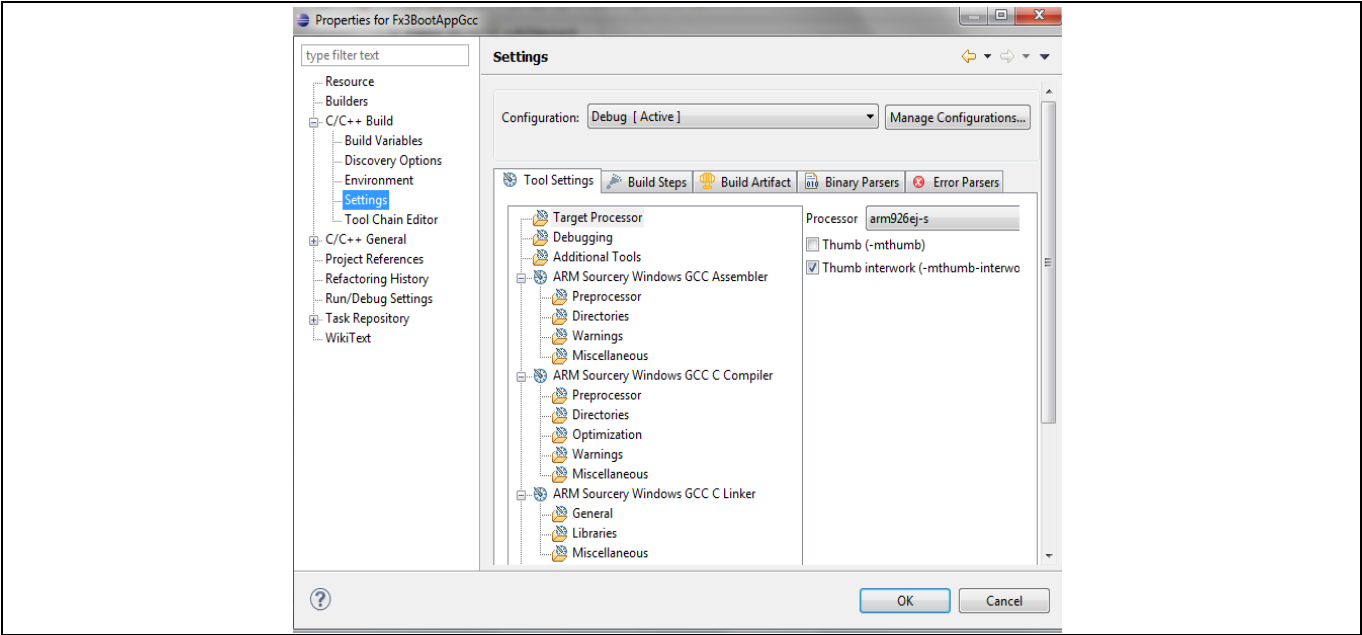 Properties for Fx3BootAppGcc
type filter text
Resource
Builders
C/C++ Build
Build Variables
Discovery Options
Environment
Settings
Tool Chain Editor
C/C++ General
Project References
Refactoring History
Run/Debug Settings
Task Repository
WikiText
Settings
Configuration: Debug [ Active ] Manage Configurations...
Tool Settings Build Steps Build Artifact Binary Parsers Error Parsers
Target Processor
Debugging
Additional Tools
ARM Sourcery Windows GCC Assembler
Preprocessor
Directories
Warnings
Miscellaneous
ARM Sourcery Windows GCC C Compiler
Preprocessor
Directories
Optimization
Warnings
Miscellaneous
ARM Sourcery Windows GCC C Linker
General
Libraries
Miscellaneous
Processor arm926ej-s
Thumb (-mthumb)
Thumb interwork (-mthumb-interwo
OK Cancel